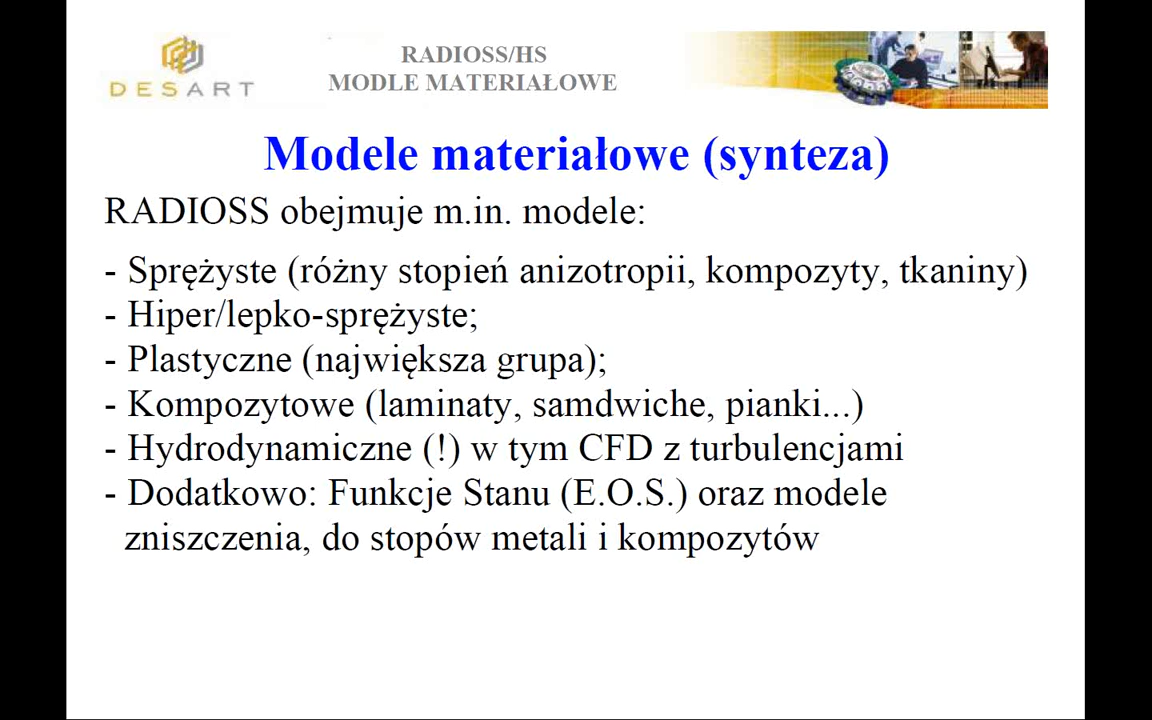 DESART
RADIOSS/HS
MODLE MATERIAŁOWE
Modele materiałowe (synteza)
RADIOSS obejmuje m.in. modele:
- Sprężyste (różny stopień anizotropii, kompozyty, tkaniny)
- Hiper/lepko-sprężyste;
- Plastyczne (największa grupa);
- Kompozytowe (laminaty, samdwiche, pianki...)
- Hydrodynamiczne (!) w tym CFD z turbulencjami
- Dodatkowo: Funkcje Stanu (E.O.S.) oraz modele
zniszczenia, do stopów metali i kompozytów